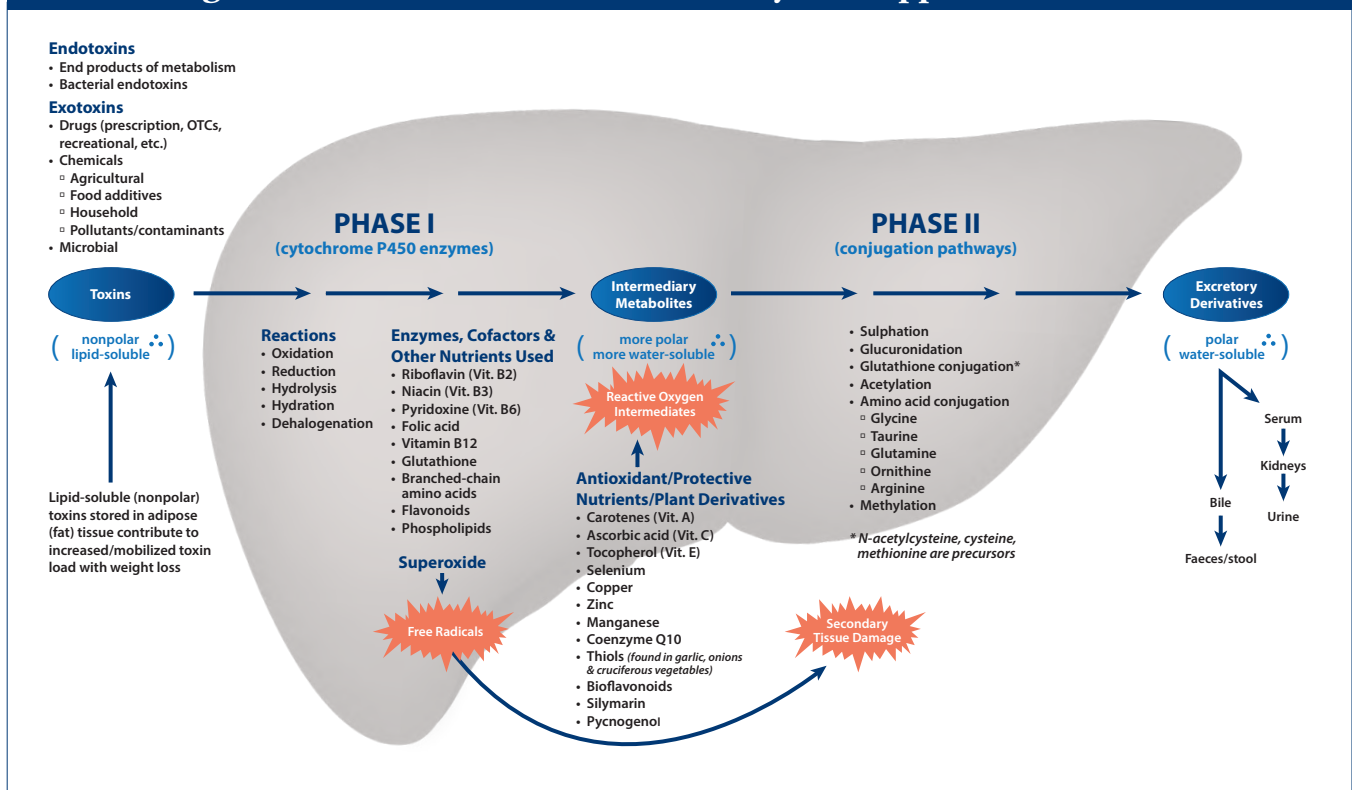 Endotoxins
• End products of metabolism
• Bacterial endotoxins
Exotoxins
• Drugs (prescription, OTCs,
recreational, etc.)
• Chemicals
¤ Agricultural
¤ Food additives
¤ Household
¤ Pollutants/contaminants
• Microbial
PHASE I
(cytochrome P450 enzymes)
PHASE II
(conjugation pathways)
Toxins
(nonpolar
lipid-soluble)
Lipid-soluble (nonpolar)
toxins stored in adipose
(fat) tissue contribute to
increased/mobilized toxin
load with weight loss
Reactions
• Oxidation
• Reduction
• Hydrolysis
• Hydration
• Dehalogenation
Enzymes, Cofactors &
Other Nutrients Used
• Riboflavin (Vit. B2)
• Niacin (Vit. B3)
• Pyridoxine (Vit. B6)
• Folic acid
• Vitamin B12
• Glutathione
• Branched-chain
amino acids
• Flavonoids
• Phospholipids
Superoxide
Free Radicals
Intermediary
Metabolites
(more polar
more water-soluble)
Reactive Oxygen
Intermediates
Antioxidant/Protective
Nutrients/Plant Derivatives
• Carotenes (Vit. A)
• Ascorbic acid (Vit. C)
• Tocopherol (Vit. E)
• Selenium
• Copper
• Zinc
• Manganese
• Coenzyme Q10
• Thiols (found in garlic, onions
& cruciferous vegetables)
• Bioflavonoids
• Silymarin
• Pycnogenol
Secondary
Tissue Damage
• Sulphation
• Glucuronidation
• Glutathione conjugation*
• Acetylation
• Amino acid conjugation
¤ Glycine
¤ Taurine
¤ Glutamine
¤ Ornithine
¤ Arginine
• Methylation
* N-acetylcysteine, cysteine,
methionine are precursors
Excretory
Derivatives
(polar
water-soluble)
Serum
Kidneys
Urine
Bile
Faeces/stool